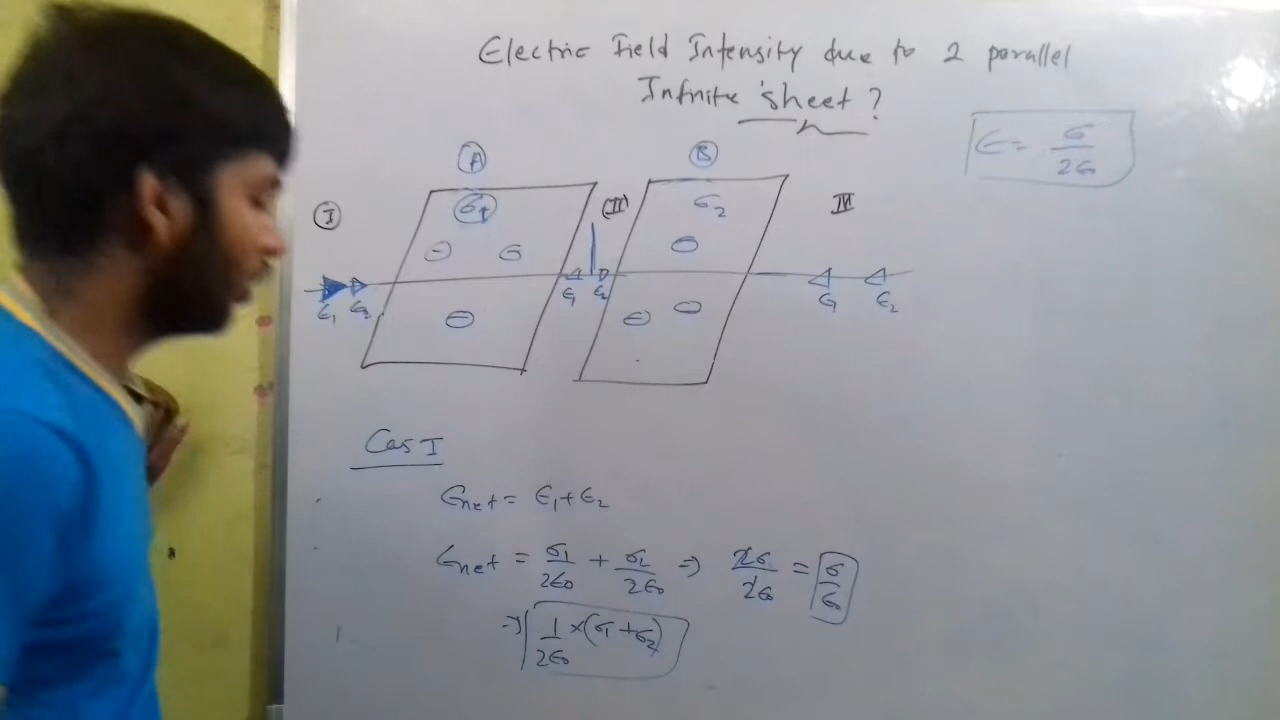 Electric Field Intensity due to 2 parallel
Infinite sheet ?
E = σ / 2ε₀
A B
I σ₁ II σ₂ III
E₁ E₂ E₁ E₂ E₁ E₂
Cas I
Enet = E₁ + E₂
Enet = σ₁/2ε₀ + σ₂/2ε₀ ⇒ 2σ/2ε₀ = σ/ε₀
⇒ 1/2ε₀ × (σ₁ + σ₂)